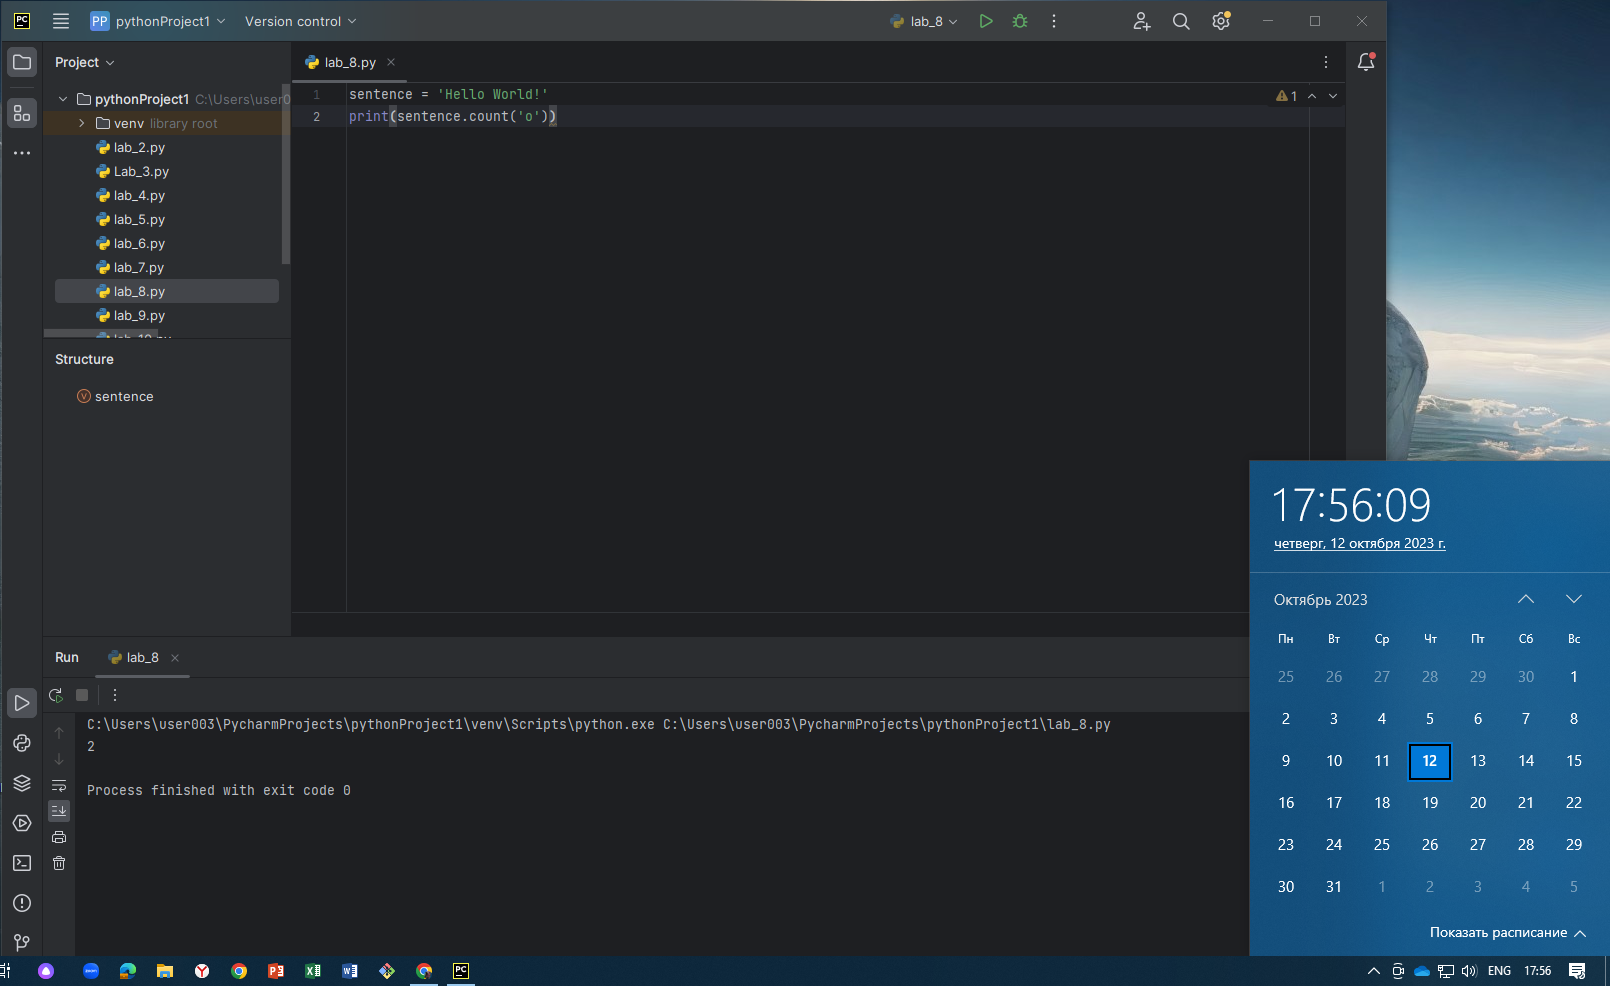 PC
PP pythonProject1
Version control
lab_8
Project
lab_8.py
pythonProject1 C:\Users\user0
venv library root
lab_2.py
Lab_3.py
lab_4.py
lab_5.py
lab_6.py
lab_7.py
lab_8.py
lab_9.py
1 sentence = 'Hello World!'
2 print(sentence.count('o'))
1
Structure
v sentence
Run
lab_8
C:\Users\user003\PycharmProjects\pythonProject1\venv\Scripts\python.exe C:\Users\user003\PycharmProjects\pythonProject1\lab_8.py
2
Process finished with exit code 0
17:56:09
четверг, 12 октября 2023 г.
Октябрь 2023
Пн Вт Ср Чт Пт Сб Вс
25 26 27 28 29 30 1
2 3 4 5 6 7 8
9 10 11 12 13 14 15
16 17 18 19 20 21 22
23 24 25 26 27 28 29
30 31 1 2 3 4 5
Показать расписание
PC
ENG
17:56